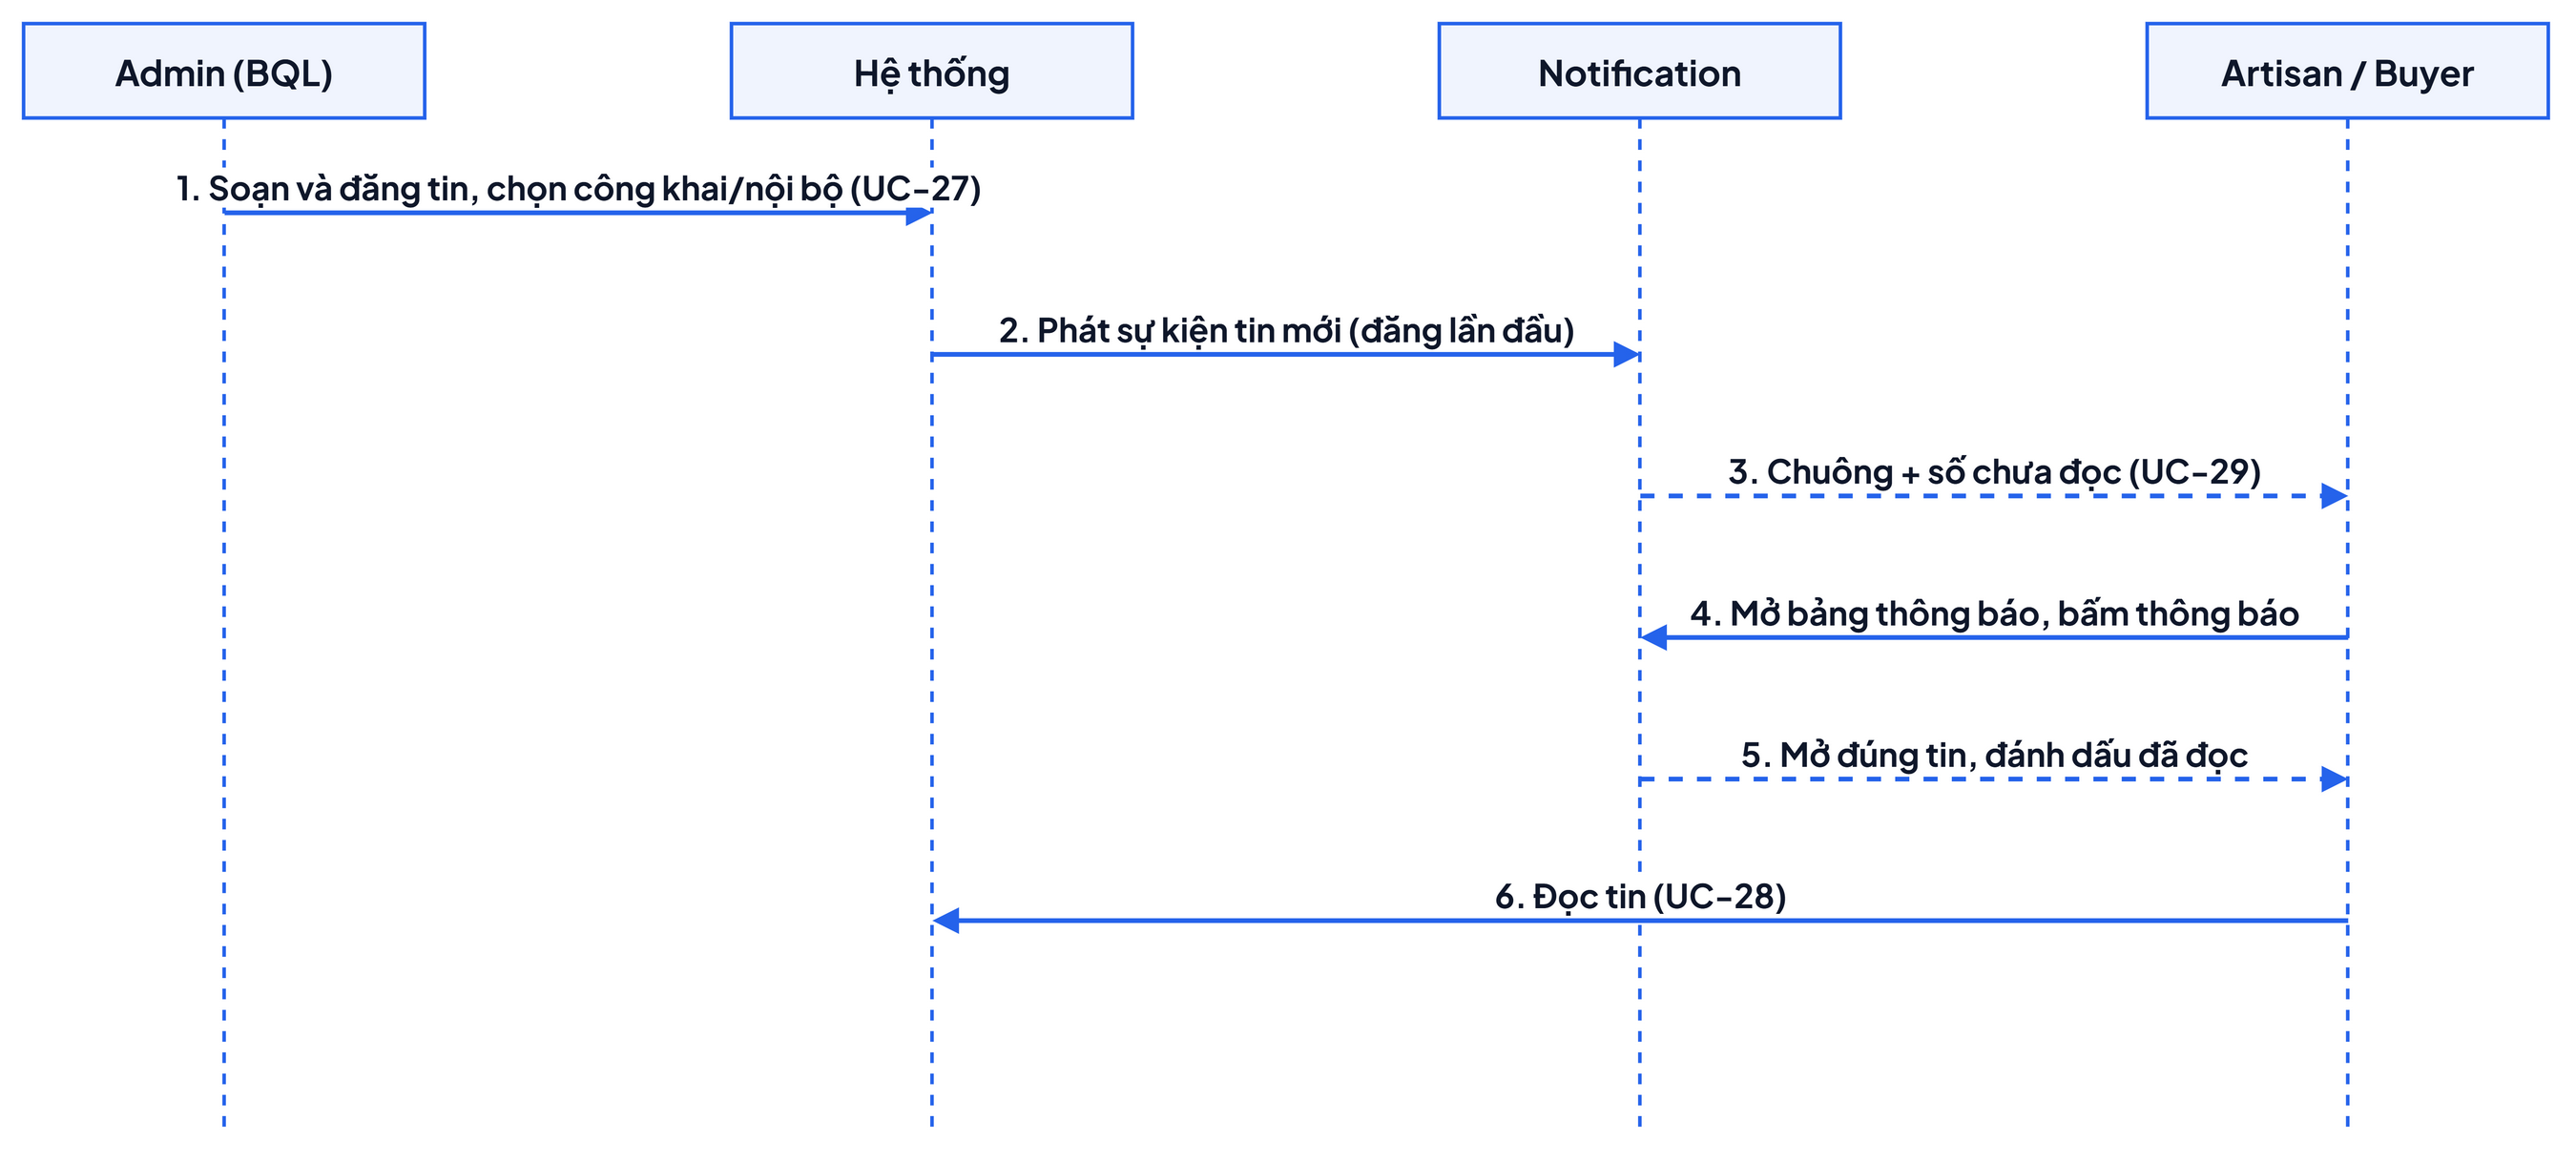 Admin (BQL)
Hệ thống
Notification
Artisan / Buyer
1. Soạn và đăng tin, chọn công khai/nội bộ (UC-27)
2. Phát sự kiện tin mới (đăng lần đầu)
3. Chuông + số chưa đọc (UC-29)
4. Mở bảng thông báo, bấm thông báo
5. Mở đúng tin, đánh dấu đã đọc
6. Đọc tin (UC-28)